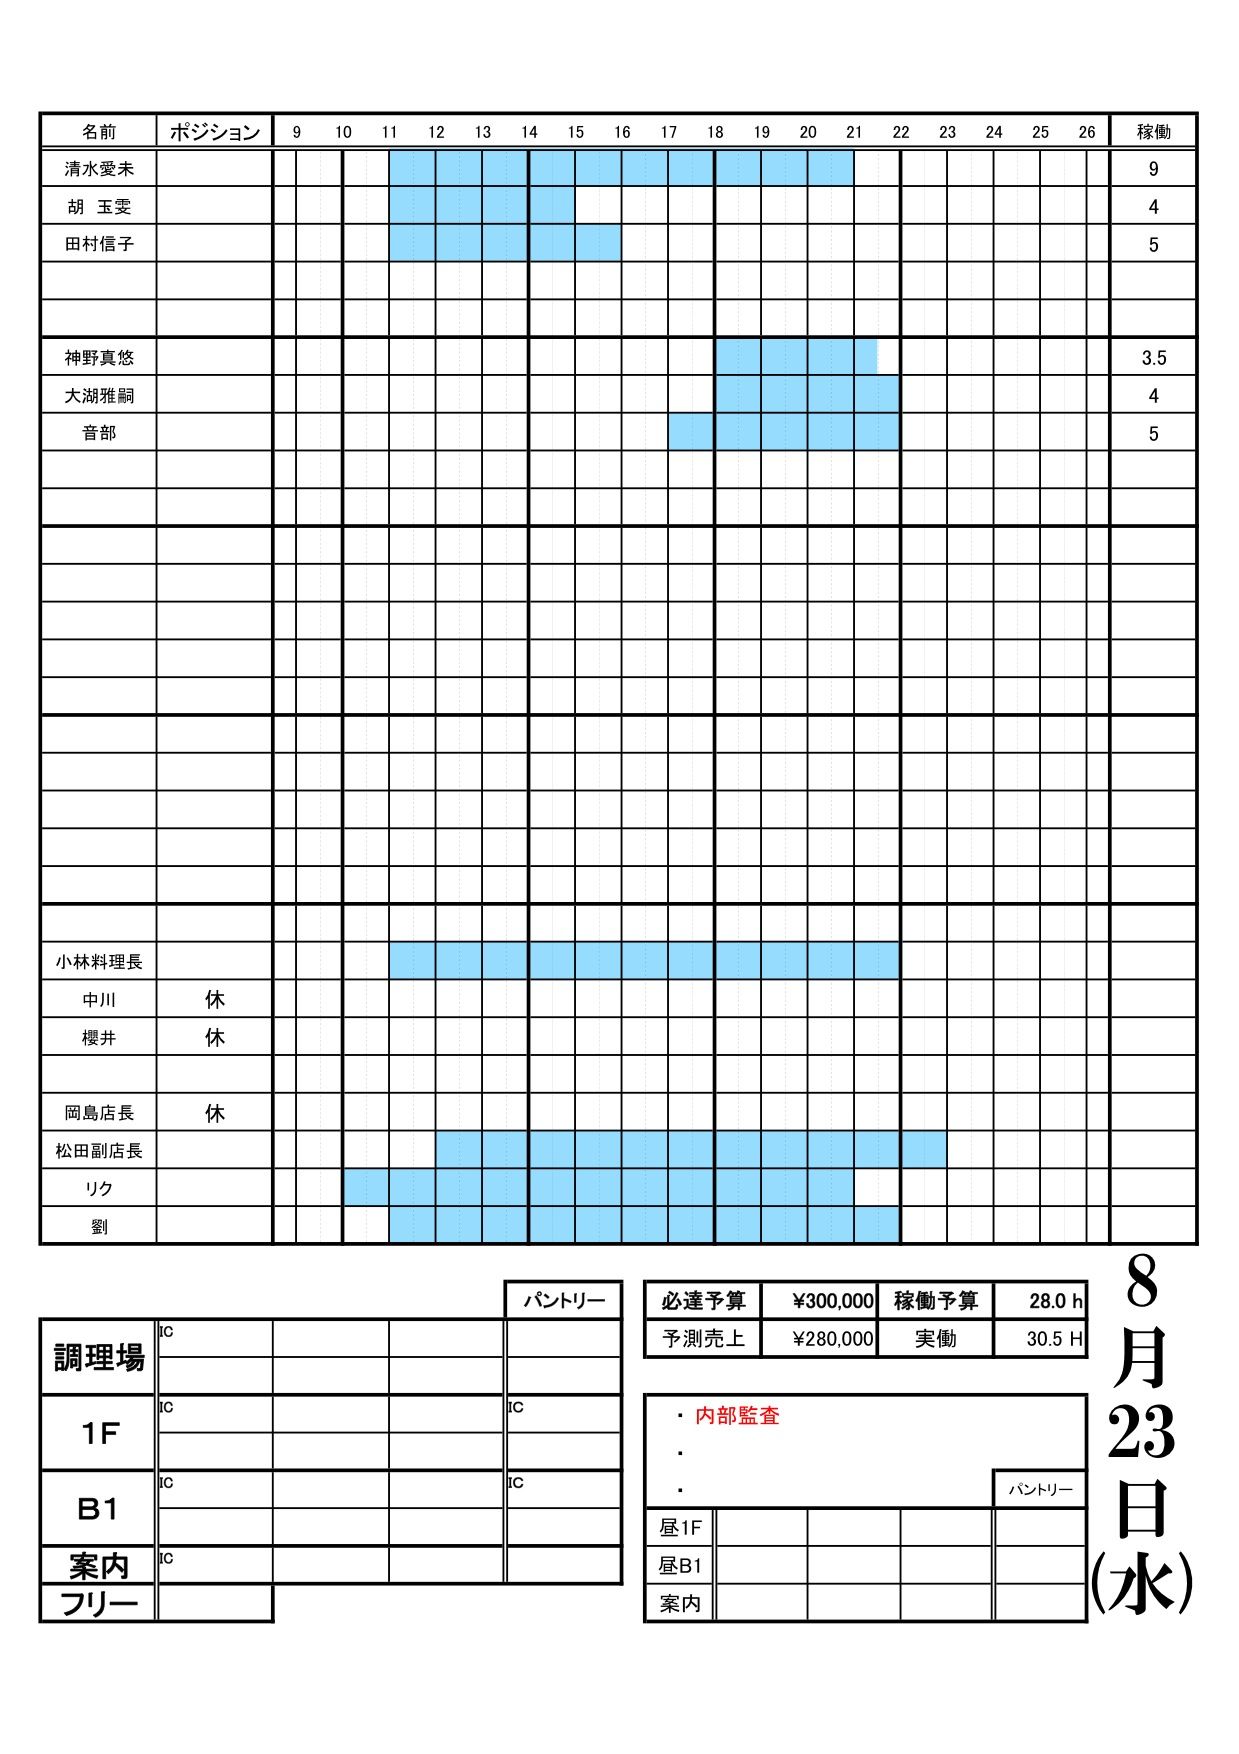 名前 ポジション 9 10 11 12 13 14 15 16 17 18 19 20 21 22 23 24 25 26 稼働
清水愛未 9
胡 玉雯 4
田村信子 5
神野真悠 3.5
大湖雅嗣 4
音部 5
小林料理長
中川 休
櫻井 休
岡島店長 休
松田副店長
リク
劉
パントリー
調理場 IC
1F IC IC
B1 IC IC
案内 IC
フリー
必達予算 ¥300,000 稼働予算 28.0 h
予測売上 ¥280,000 実働 30.5 H
・ 内部監査
・
・
パントリー
昼1F
昼B1
案内
8
月
23
日
(水)